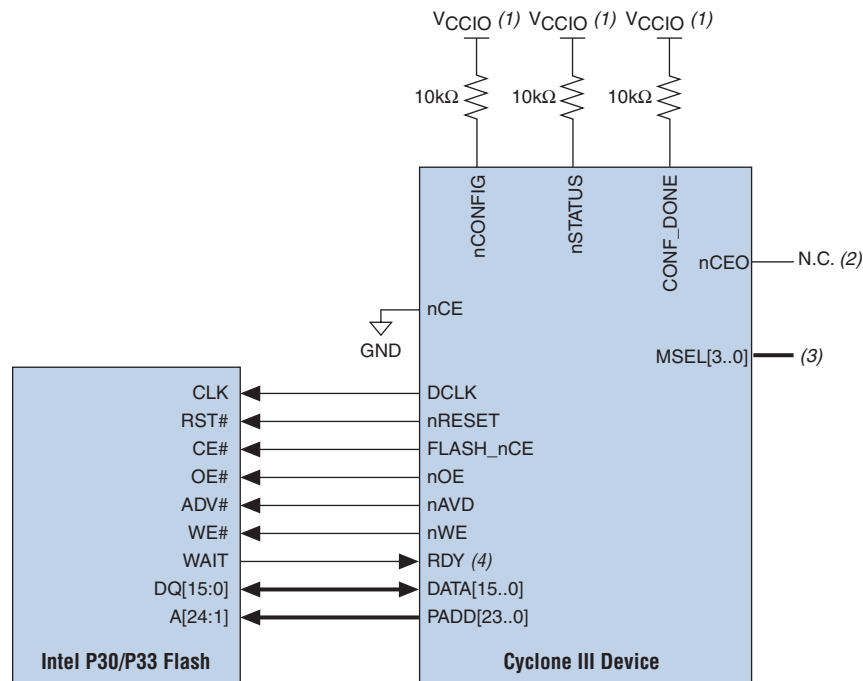 VCCIO (1) VCCIO (1) VCCIO (1)
10kΩ 10kΩ 10kΩ
nCONFIG
nSTATUS
CONF_DONE
nCEO N.C. (2)
nCE
GND
MSEL[3..0] (3)
CLK DCLK
RST# nRESET
CE# FLASH_nCE
OE# nOE
ADV# nAVD
WE# nWE
WAIT RDY (4)
DQ[15:0] DATA[15..0]
A[24:1] PADD[23..0]
Intel P30/P33 Flash Cyclone III Device